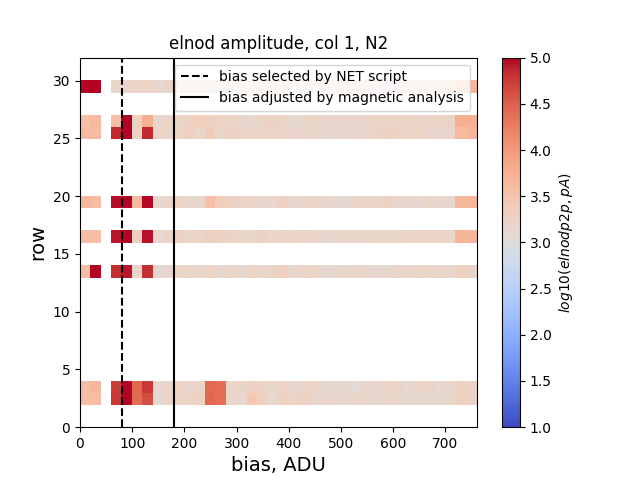 elnod amplitude, col 1, N2
bias selected by NET script
bias adjusted by magnetic analysis
row
30
25
20
15
10
5
0
0 100 200 300 400 500 600 700
bias, ADU
5.0
4.5
4.0
3.5
3.0
2.5
2.0
1.5
1.0
log10(elnodp2p, pA)